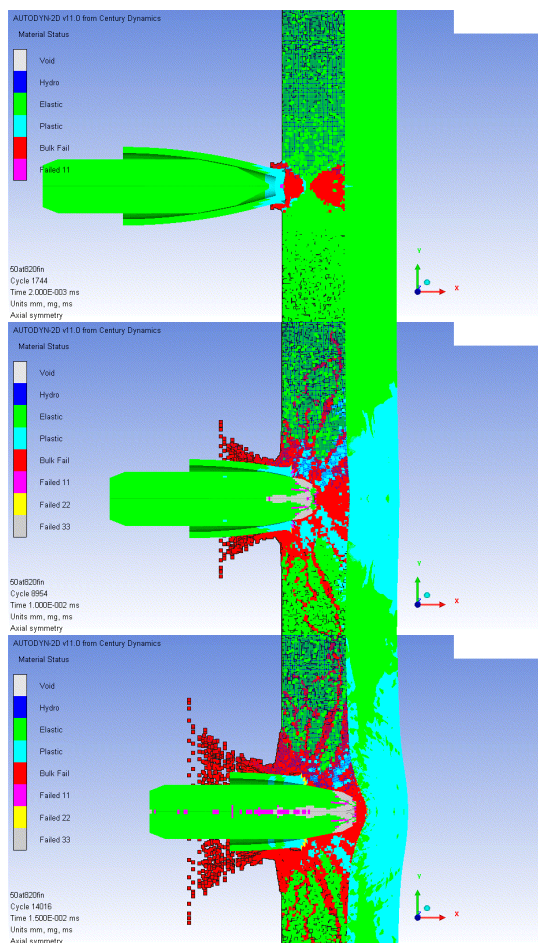 AUTODYN-2D v11.0 from Century Dynamics
Material Status
Void
Hydro
Elastic
Plastic
Bulk Fail
Failed 11
50at820fin
Cycle 1744
Time 2.000E-003 ms
Units mm, mg, ms
Axial symmetry
Y
X
AUTODYN-2D v11.0 from Century Dynamics
Material Status
Void
Hydro
Elastic
Plastic
Bulk Fail
Failed 11
Failed 22
Failed 33
50at820fin
Cycle 8954
Time 1.000E-002 ms
Units mm, mg, ms
Axial symmetry
Y
X
AUTODYN-2D v11.0 from Century Dynamics
Material Status
Void
Hydro
Elastic
Plastic
Bulk Fail
Failed 11
Failed 22
Failed 33
50at820fin
Cycle 14016
Time 1.500E-002 ms
Units mm, mg, ms
Axial symmetry
Y
X